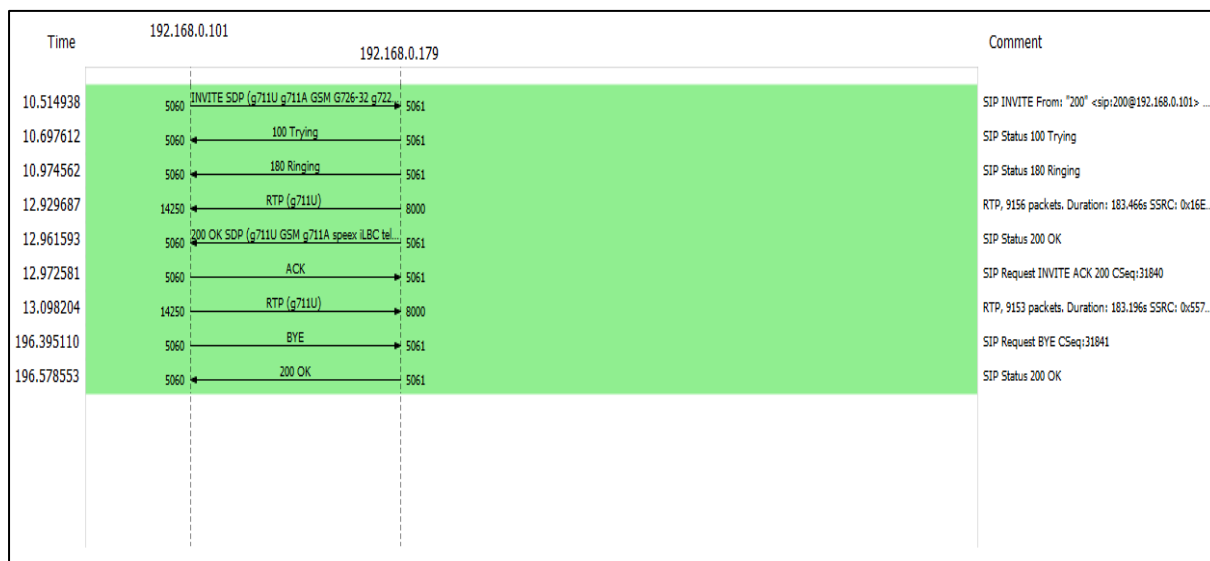 Time 192.168.0.101 192.168.0.179 Comment
10.514938 5060 INVITE SDP (g711U g711A GSM G726-32 g722... 5061 SIP INVITE From: "200" <sip:200@192.168.0.101> ...
10.697612 5060 100 Trying 5061 SIP Status 100 Trying
10.974562 5060 180 Ringing 5061 SIP Status 180 Ringing
12.929687 14250 RTP (g711U) 8000 RTP, 9156 packets. Duration: 183.466s SSRC: 0x16E...
12.961593 5060 200 OK SDP (g711U GSM g711A speex iLBC tel... 5061 SIP Status 200 OK
12.972581 5060 ACK 5061 SIP Request INVITE ACK 200 CSeq:31840
13.098204 14250 RTP (g711U) 8000 RTP, 9153 packets. Duration: 183.196s SSRC: 0x557...
196.395110 5060 BYE 5061 SIP Request BYE CSeq:31841
196.578553 5060 200 OK 5061 SIP Status 200 OK